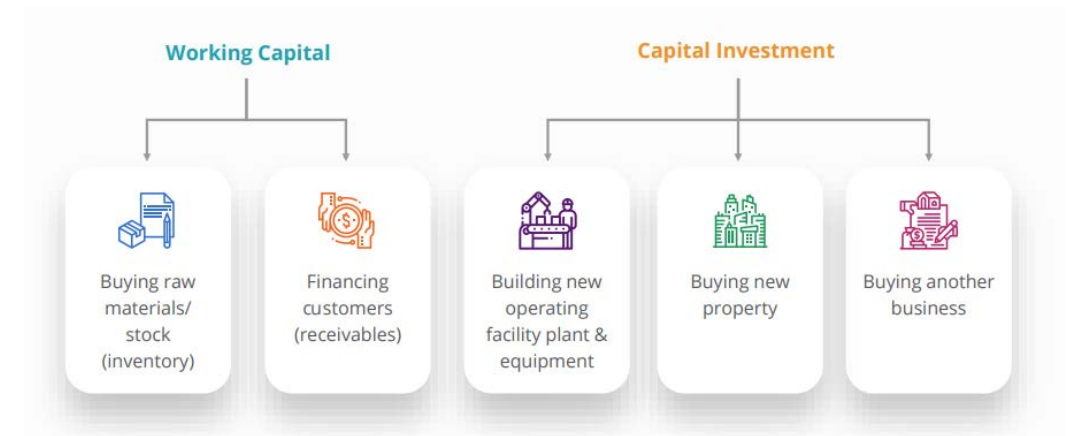 Working Capital
Capital Investment
Buying raw
materials/
stock
(inventory)
Financing
customers
(receivables)
Building new
operating
facility plant &
equipment
Buying new
property
Buying another
business